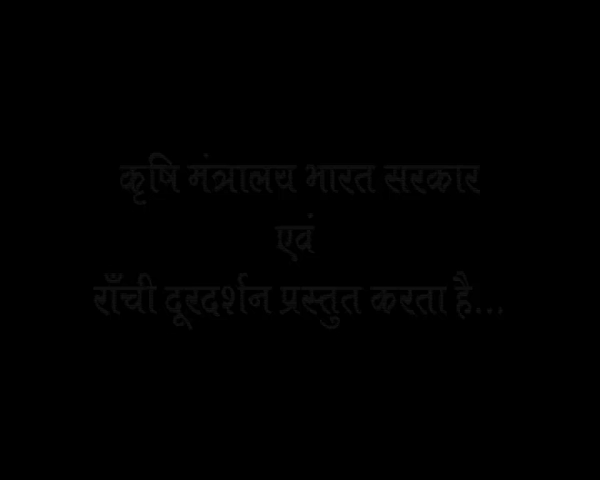 कृषि मंत्रालय भारत सरकार
एवं
राँची दूरदर्शन प्रस्तुत करता है...